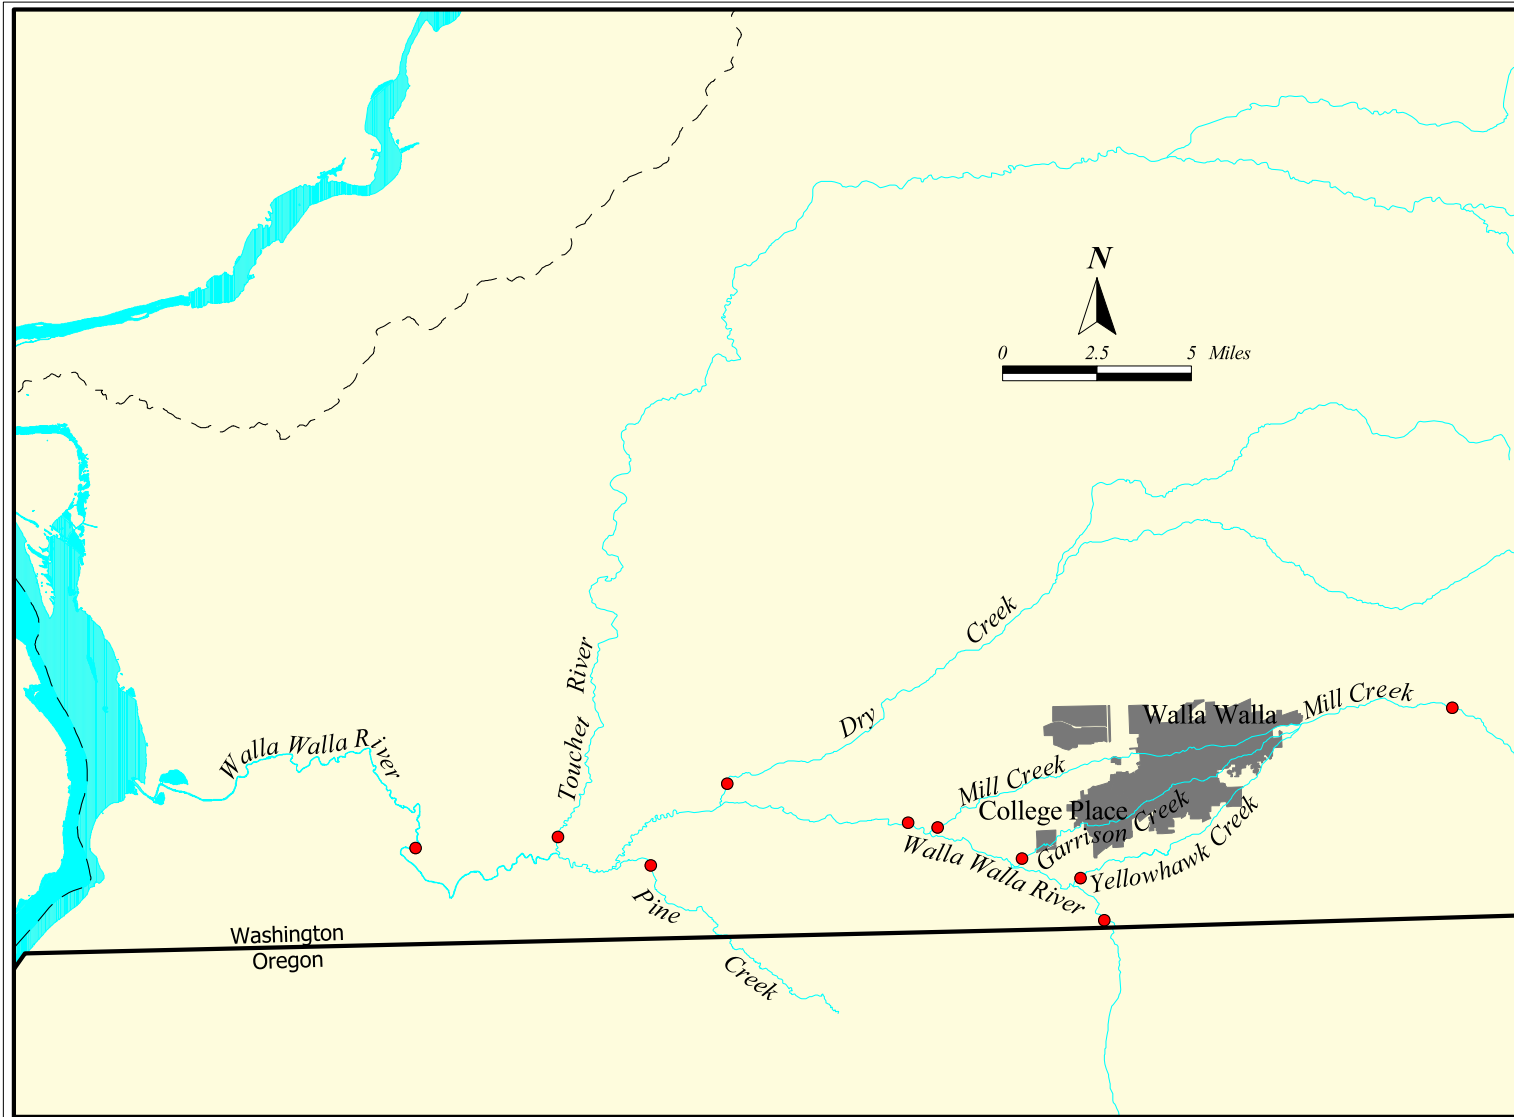 N
0 2.5 5 Miles
Creek
Dry
Touchet River
Mill Creek
Walla Walla
Walla Walla River
Mill Creek
College Place
Garrison Creek
Yellowhawk Creek
Walla Walla River
Pine
Creek
Washington
Oregon